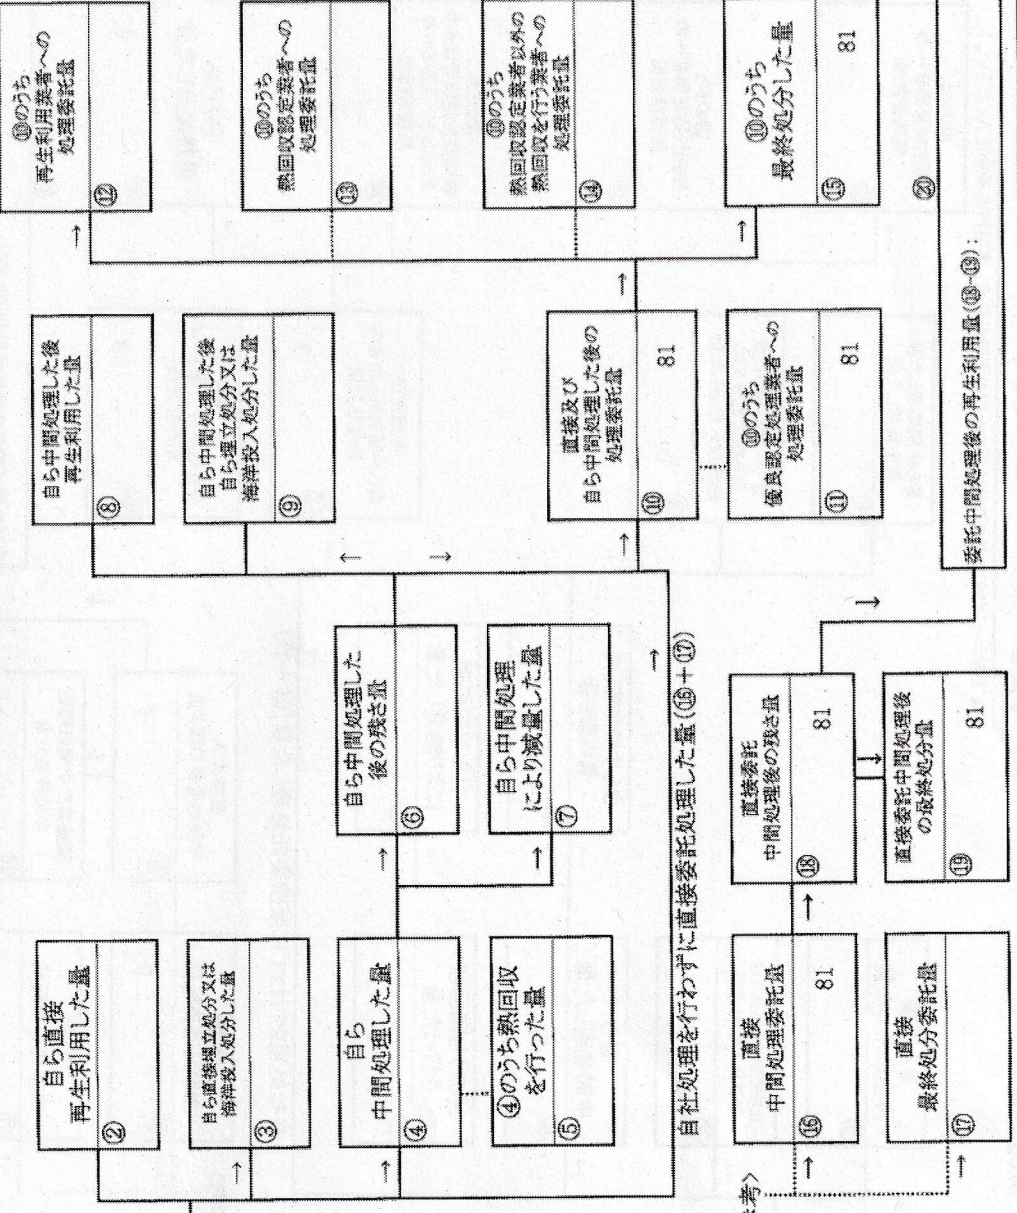 自ら直接
再生利用した量
②
自ら直接埋立処分又は
海洋投入処分した量
③
自ら
中間処理した量
④
④のうち熱回収
を行った量
⑤
自ら中間処理した
後の残さ量
⑥
自ら中間処理
により減量した量
⑦
自ら中間処理した後
再生利用した量
⑧
自ら中間処理した後
自ら埋立処分又は
海洋投入処分した量
⑨
直接及び
自ら中間処理した後の
処理委託量
⑩ 81
⑩のうち
優良認定処理業者への
処理委託量
⑪ 81
⑩のうち
再生利用業者への
処理委託量
⑫
⑩のうち
熱回収認定業者への
処理委託量
⑬
⑩のうち
熱回収認定業者以外の
熱回収を行う業者への
処理委託量
⑭
⑩のうち
最終処分した量
⑮ 81
自社処理を行わずに直接委託処理した量(⑯+⑰)
考>
直接
中間処理委託量
⑯ 81
直接
最終処分委託量
⑰
直接委託
中間処理後の残さ量
⑱ 81
直接委託中間処理後
の最終処分量
⑲ 81
⑳
委託中間処理後の再生利用量(⑱-⑲):